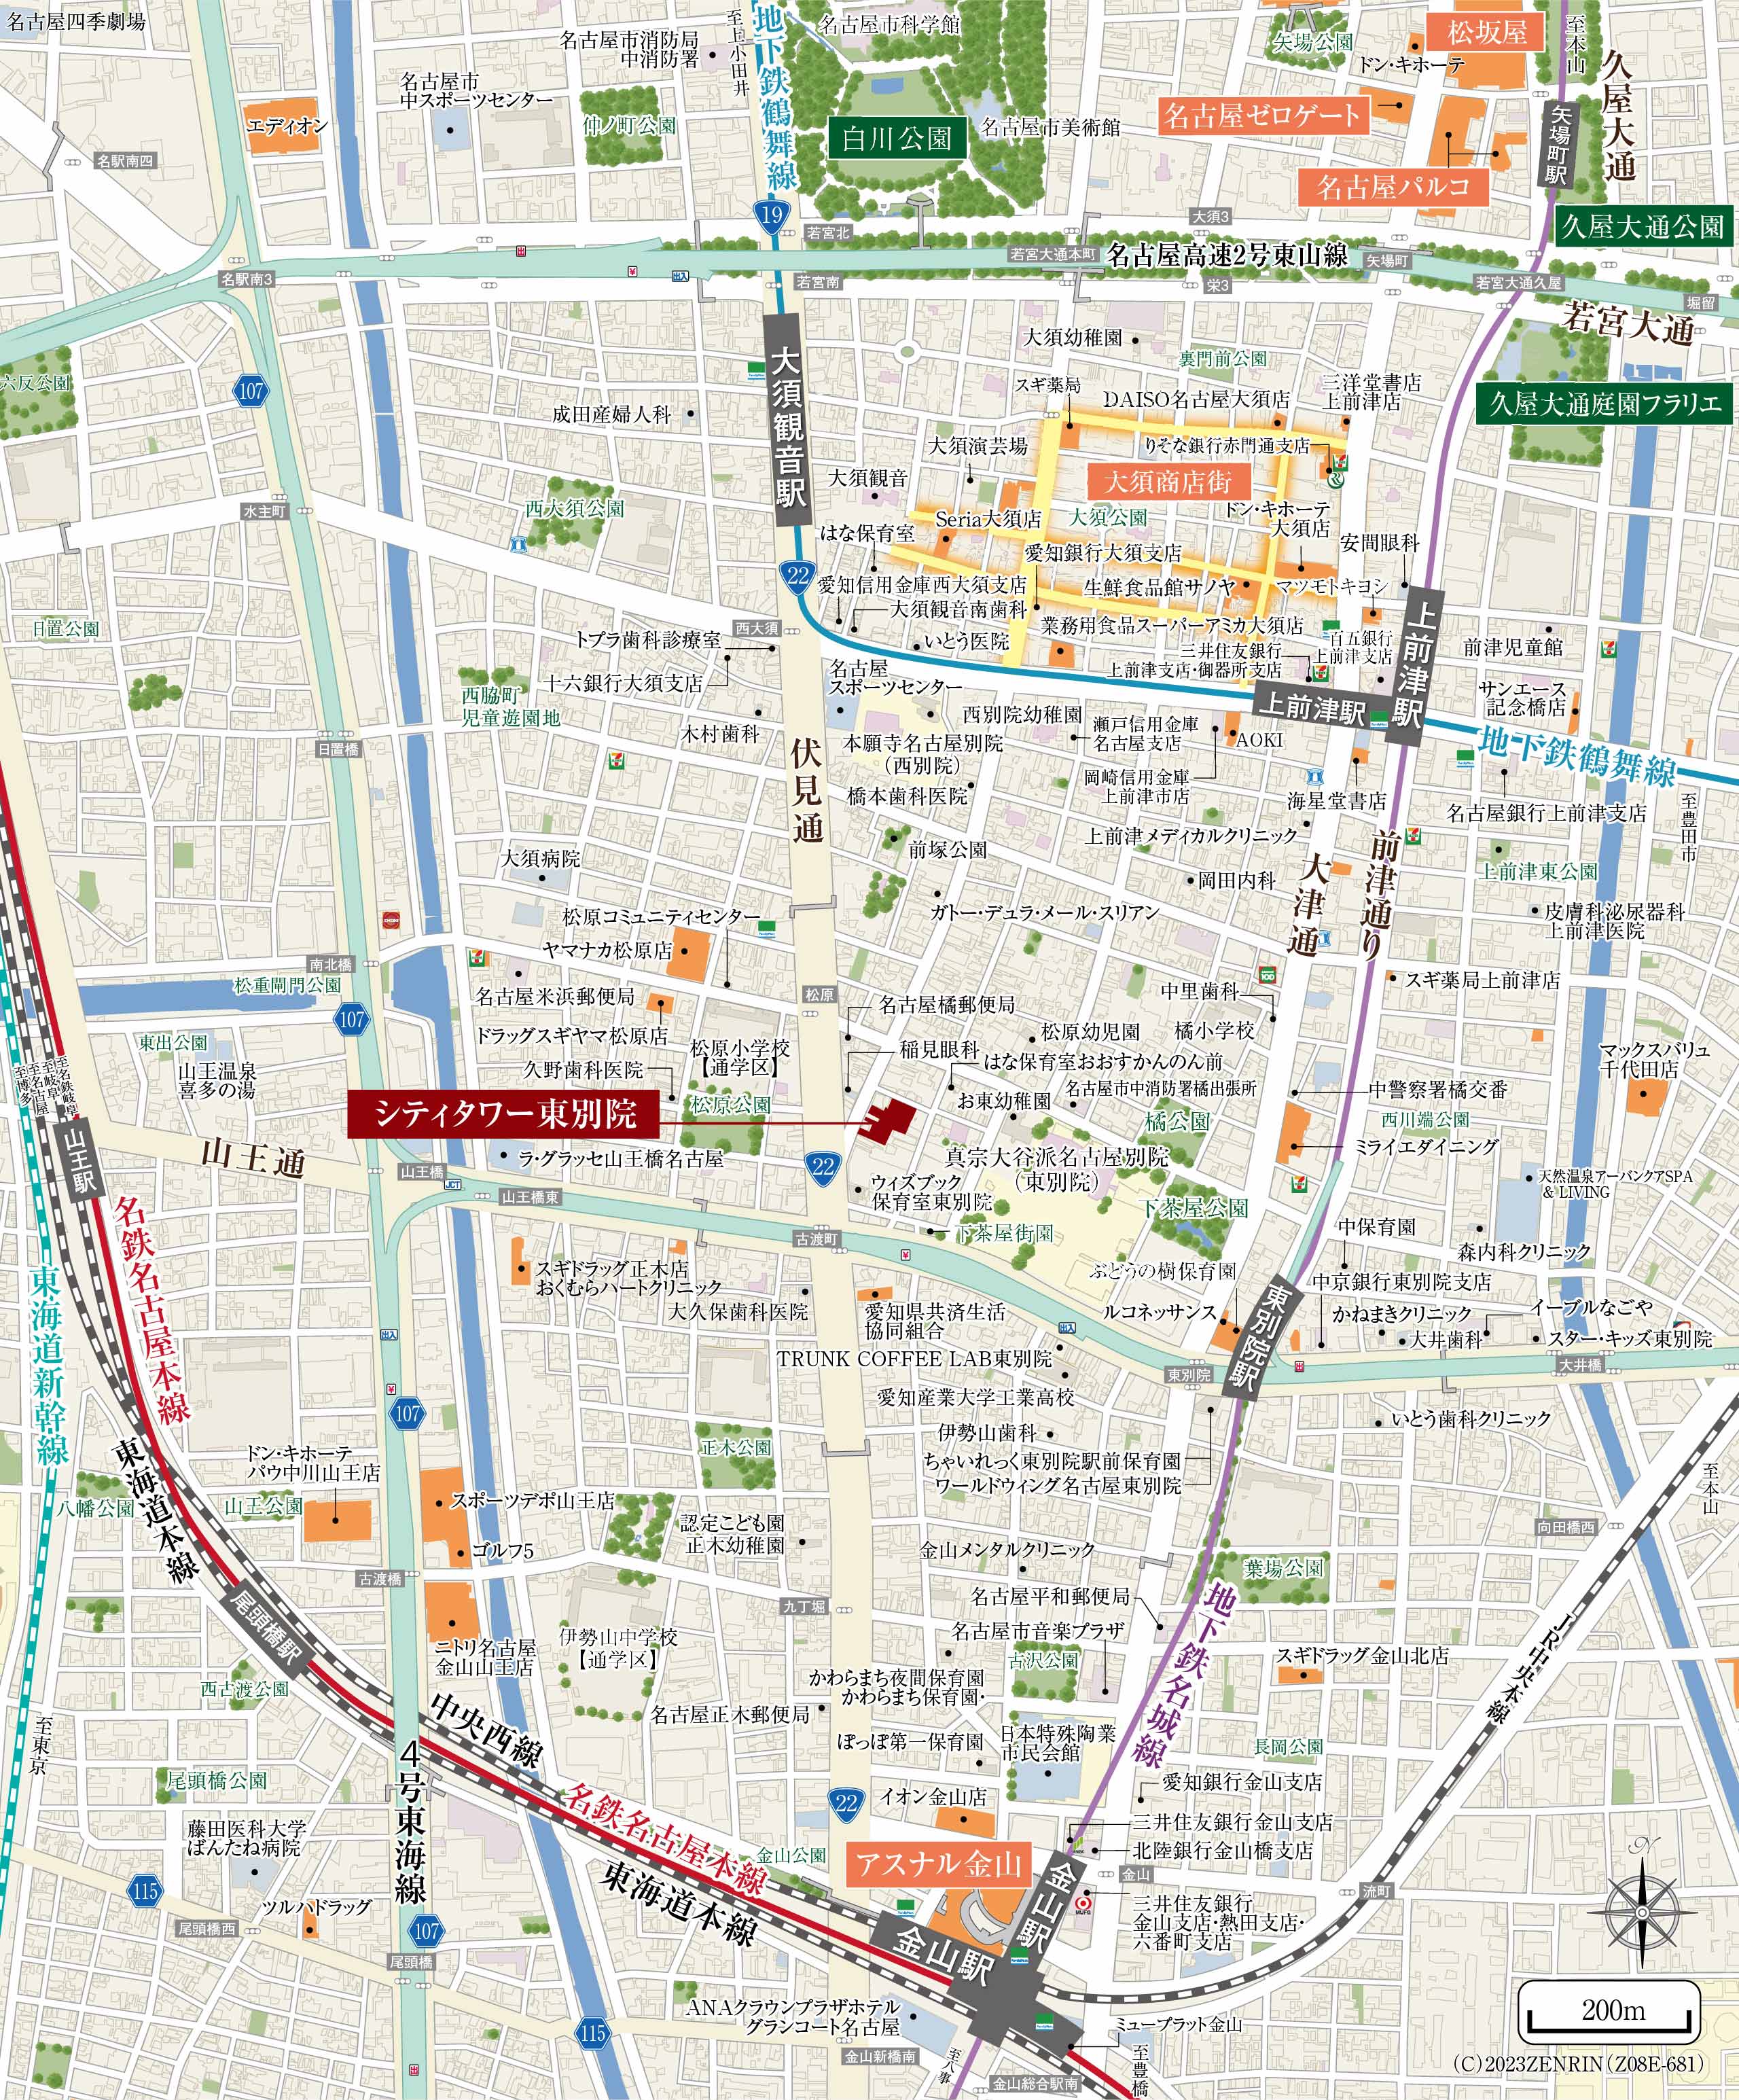 名古屋四季劇場
名古屋市消防局
中消防署
至上小田井
地下鉄鶴舞線
名古屋市科学館
矢場公園
松坂屋
ドン・キホーテ
至本山
久屋大通
名古屋市
中スポーツセンター
エディオン
仲ノ町公園
白川公園
名古屋市美術館
名古屋ゼロゲート
矢場町駅
名古屋パルコ
名駅南四
19
若宮北
大須3
久屋大通公園
名駅南3
若宮南
若宮大通本町
名古屋高速2号東山線
矢場町
栄3
若宮大通久屋
堀留
若宮大通
大須幼稚園
裏門前公園
六反公園
107
成田産婦人科
大須観音駅
スギ薬局
DAISO名古屋大須店
三洋堂書店
上前津店
久屋大通庭園フラリエ
大須演芸場
りそな銀行赤門通支店
大須観音
大須商店街
水主町
西大須公園
はな保育室
Seria大須店
大須公園
ドン・キホーテ
大須店
安間眼科
愛知銀行大須支店
22
愛知信用金庫西大須支店
生鮮食品館サノヤ
マツモトキヨシ
大須観音南歯科
日置公園
西大須
トプラ歯科診療室
いとう医院
業務用食品スーパーアミカ大須店
三井住友銀行
上前津支店・御器所支店
百五銀行
上前津支店
上前津駅
前津児童館
十六銀行大須支店
名古屋
スポーツセンター
西脇町
児童遊園地
サンエース
記念橋店
上前津駅
木村歯科
西別院幼稚園
瀬戸信用金庫
名古屋支店
AOKI
日置橋
伏見通
本願寺名古屋別院
(西別院)
地下鉄鶴舞線
岡崎信用金庫
上前津市店
橋本歯科医院
海星堂書店
名古屋銀行上前津支店
至豊田市
上前津メディカルクリニック
大須病院
前塚公園
大津通
前津通り
上前津東公園
岡田内科
松原コミュニティセンター
ガトー・デュラ・メール・スリアン
皮膚科泌尿器科
上前津医院
ヤマナカ松原店
南北橋
松重閘門公園
名古屋米浜郵便局
松原
名古屋橘郵便局
中里歯科
スギ薬局上前津店
107
ドラッグスギヤマ松原店
松原幼児園
橘小学校
東出公園
松原小学校
【通学区】
稲見眼科
はな保育室おおすかんのん前
マックスバリュ
千代田店
至名鉄岐阜
至岐阜
至名古屋
至博多
山王温泉
喜多の湯
久野歯科医院
名古屋市中消防署橘出張所
中警察署橘交番
松原公園
お東幼稚園
シティタワー東別院
橘公園
西川端公園
山王駅
山王通
ラ・グラッセ山王橋名古屋
真宗大谷派名古屋別院
(東別院)
ミライエダイニング
山王橋
22
ウィズブック
保育室東別院
天然温泉アーバンクアSPA
& LIVING
JCT
山王橋東
下茶屋公園
名鉄名古屋本線
古渡町
下茶屋街園
中保育園
森内科クリニック
スギドラッグ正木店
おくむらハートクリニック
ぶどうの樹保育園
中京銀行東別院支店
東海道新幹線
大久保歯科医院
愛知県共済生活
協同組合
ルコネッサンス
東別院駅
かねまきクリニック
イーブルなごや
大井歯科
スター・キッズ東別院
TRUNK COFFEE LAB東別院
東別院
大井橋
愛知産業大学工業高校
107
正木公園
伊勢山歯科
いとう歯科クリニック
東海道本線
ドン・キホーテ
パウ中川山王店
ちゃいれっく東別院駅前保育園
ワールドウィング名古屋東別院
至本山
八幡公園
山王公園
スポーツデポ山王店
認定こども園
正木幼稚園
向田橋西
ゴルフ5
金山メンタルクリニック
葉場公園
古渡橋
尾頭橋駅
九丁堀
名古屋平和郵便局
地下鉄名城線
伊勢山中学校
【通学区】
名古屋市音楽プラザ
JR中央本線
ニトリ名古屋
金山山王店
古沢公園
スギドラッグ金山北店
西古渡公園
かわらまち夜間保育園
かわらまち保育園・
中央西線
名古屋正木郵便局
至東京
ぽっぽ第一保育園
日本特殊陶業
市民会館
長岡公園
4号東海線
尾頭橋公園
名鉄名古屋本線
22
イオン金山店
愛知銀行金山支店
藤田医科大学
ばんたね病院
三井住友銀行金山支店
北陸銀行金山橋支店
金山公園
アスナル金山
金山駅
金山
東海道本線
115
流町
N
ツルハドラッグ
MUFG
三井住友銀行
金山支店・熱田支店・
六番町支店
尾頭橋西
107
金山駅
尾頭橋
200m
ANAクラウンプラザホテル
グランコート名古屋
ミュープラット金山
115
金山新橋南
至八事
至豊橋
(C)2023ZENRIN(Z08E-681)
金山総合駅南